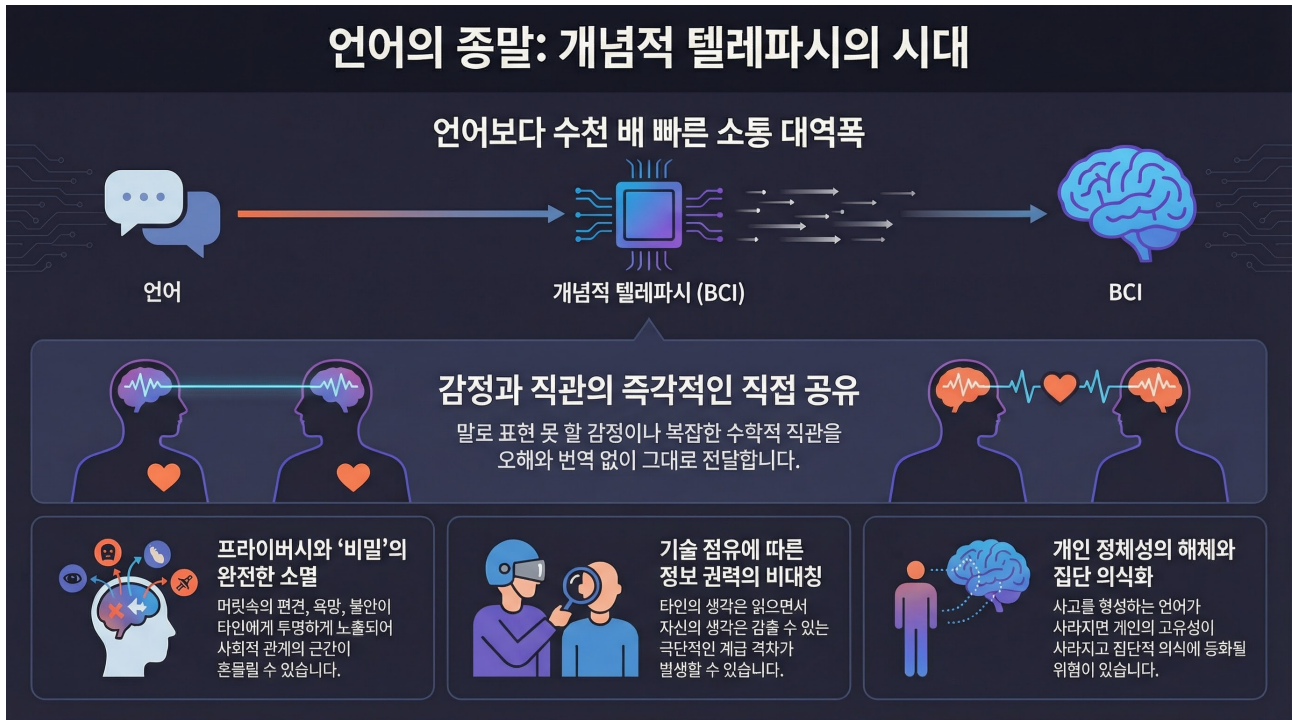 언어의 종말: 개념적 텔레파시의 시대
언어보다 수천 배 빠른 소통 대역폭
언어
개념적 텔레파시 (BCI)
BCI
감정과 직관의 즉각적인 직접 공유
말로 표현 못 할 감정이나 복잡한 수학적 직관을
오해와 번역 없이 그대로 전달합니다.
프라이버시와 ‘비밀’의
완전한 소멸
머릿속의 편견, 욕망, 불안이
타인에게 투명하게 노출되어
사회적 관계의 근간이
혼믈릴 수 있습니다.
기술 점유에 따른
정보 권력의 비대칭
타인의 생각은 읽으면서
자신의 생각은 감출 수 있는
극단적인 계급 격차가
별생할 수 있습니다.
개인 정체성의 해체와
집단 의식화
사고를 형성하는 언어가
사라지면 게인의 고유성이
사라지고 집단적 의식에 등화될
위험이 있습니다.